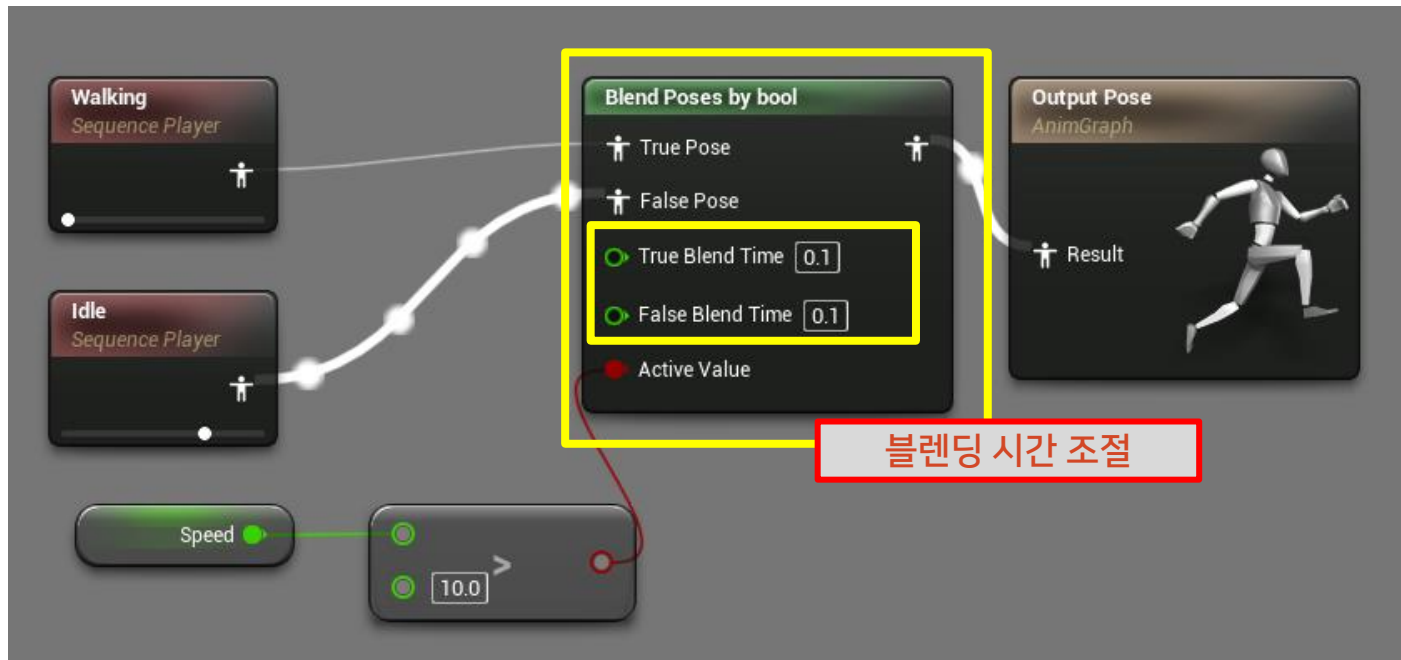 Walking
Sequence Player
Idle
Sequence Player
Speed
>
10.0
Blend Poses by bool
True Pose
False Pose
True Blend Time 0.1
False Blend Time 0.1
Active Value
블렌딩 시간 조절
Output Pose
AnimGraph
Result